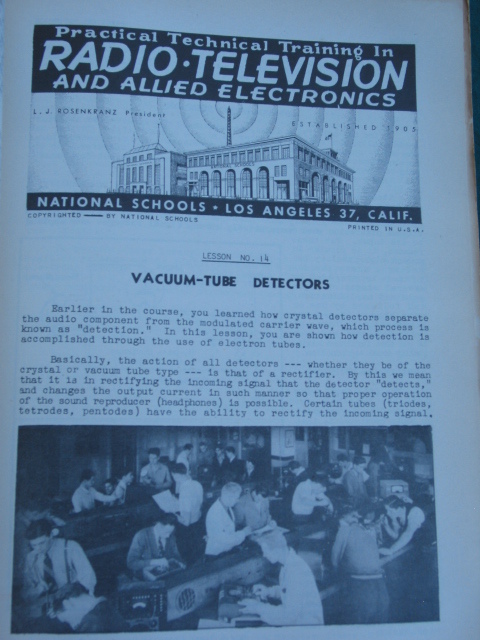 Practical Technical Training In
RADIO·TELEVISION
AND ALLIED ELECTRONICS
L. J. ROSENKRANZ President
ESTABLISHED 1905
NATIONAL SCHOOLS • LOS ANGELES 37, CALIF.
COPYRIGHTED — BY NATIONAL SCHOOLS
PRINTED IN U.S.A.
LESSON NO. 14
VACUUM-TUBE DETECTORS
Earlier in the course, you learned how crystal detectors separate
the audio component from the modulated carrier wave, which process is
known as "detection." In this lesson, you are shown how detection is
accomplished through the use of electron tubes.
Basically, the action of all detectors --- whether they be of the
crystal or vacuum tube type --- is that of a rectifier. By this we mean
that it is in rectifying the incoming signal that the detector "detects,"
and changes the output current in such manner so that proper operation
of the sound reproducer (headphones) is possible. Certain tubes (triodes,
tetrodes, pentodes) have the ability to rectify the incoming signal.